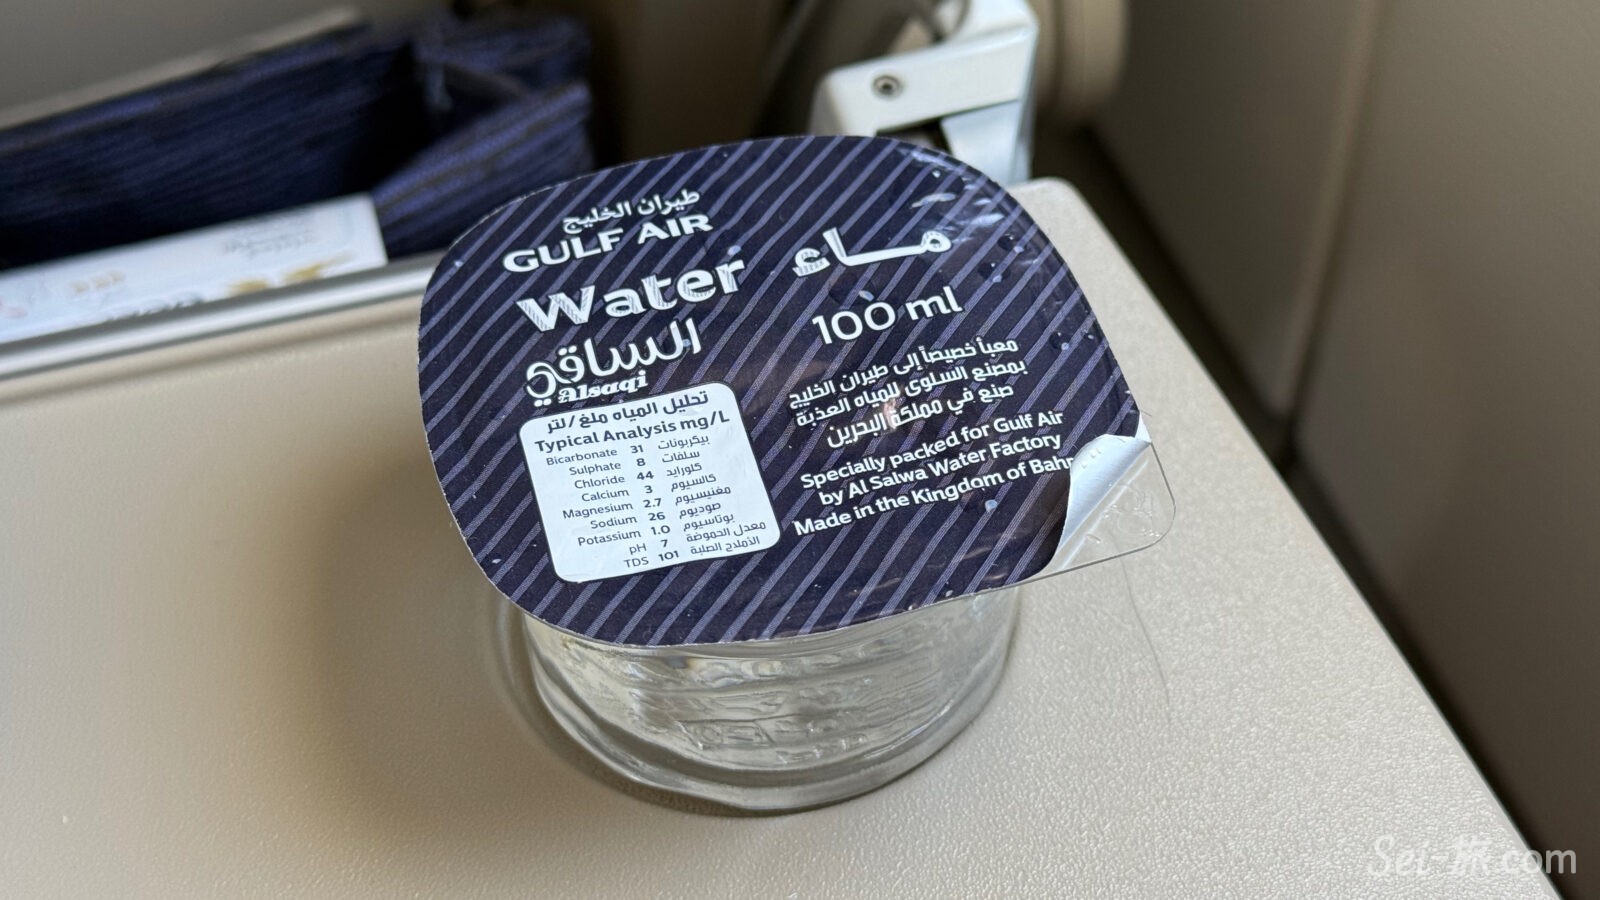 طيران الخليج
GULF AIR
Water
الساقي
Alsaqi
تحليل المياه ملغ/لتر
Typical Analysis mg/L
Bicarbonate 31 بيكربونات
Sulphate 8 سلفات
Chloride 44 كلورايد
Calcium 3 كالسيوم
Magnesium 2.7 مغنيسيوم
Sodium 26 صوديوم
Potassium 1.0 بوتاسيوم
pH 7 معدل الحموضة
TDS 101 الأملاح الصلبة
ماء
100 ml
معبأ خصيصاً إلى طيران الخليج
بمصنع السلوى للمياه العذبة
صنع في مملكة البحرين
Specially packed for Gulf Air
by Al Salwa Water Factory
Made in the Kingdom of Bahr
Sei-旅.com